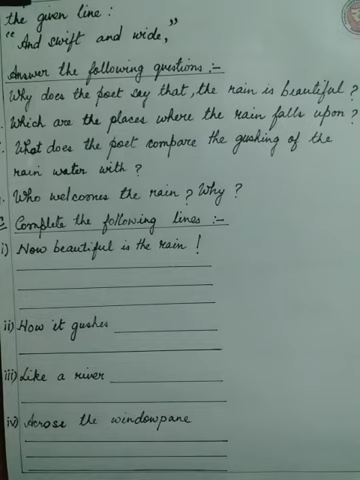 the given line :
"And swift and wide,"
Answer the following questions :-
Why does the poet say that, the rain is beautiful ?
Which are the places where the rain falls upon ?
What does the poet compare the gushing of the
rain water with ?
Who welcomes the rain ? Why ?
Complete the following lines :-
i) Now beautiful is the rain !
ii) How it gushes
iii) Like a river
iv) Across the windowpane